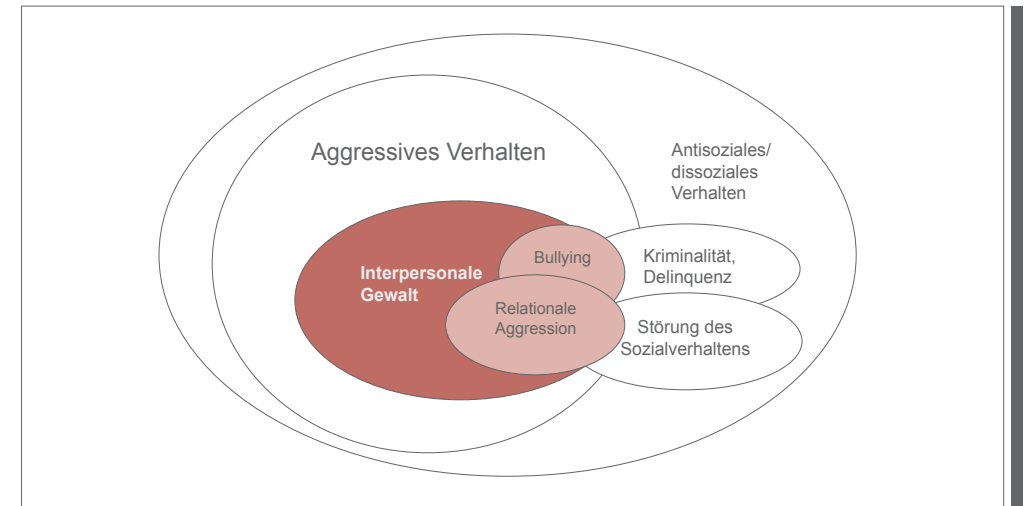 Aggressives Verhalten
Antisoziales/
dissoziales
Verhalten
Interpersonale
Gewalt
Bullying
Kriminalität,
Delinquenz
Relationale
Aggression
Störung des
Sozialverhaltens